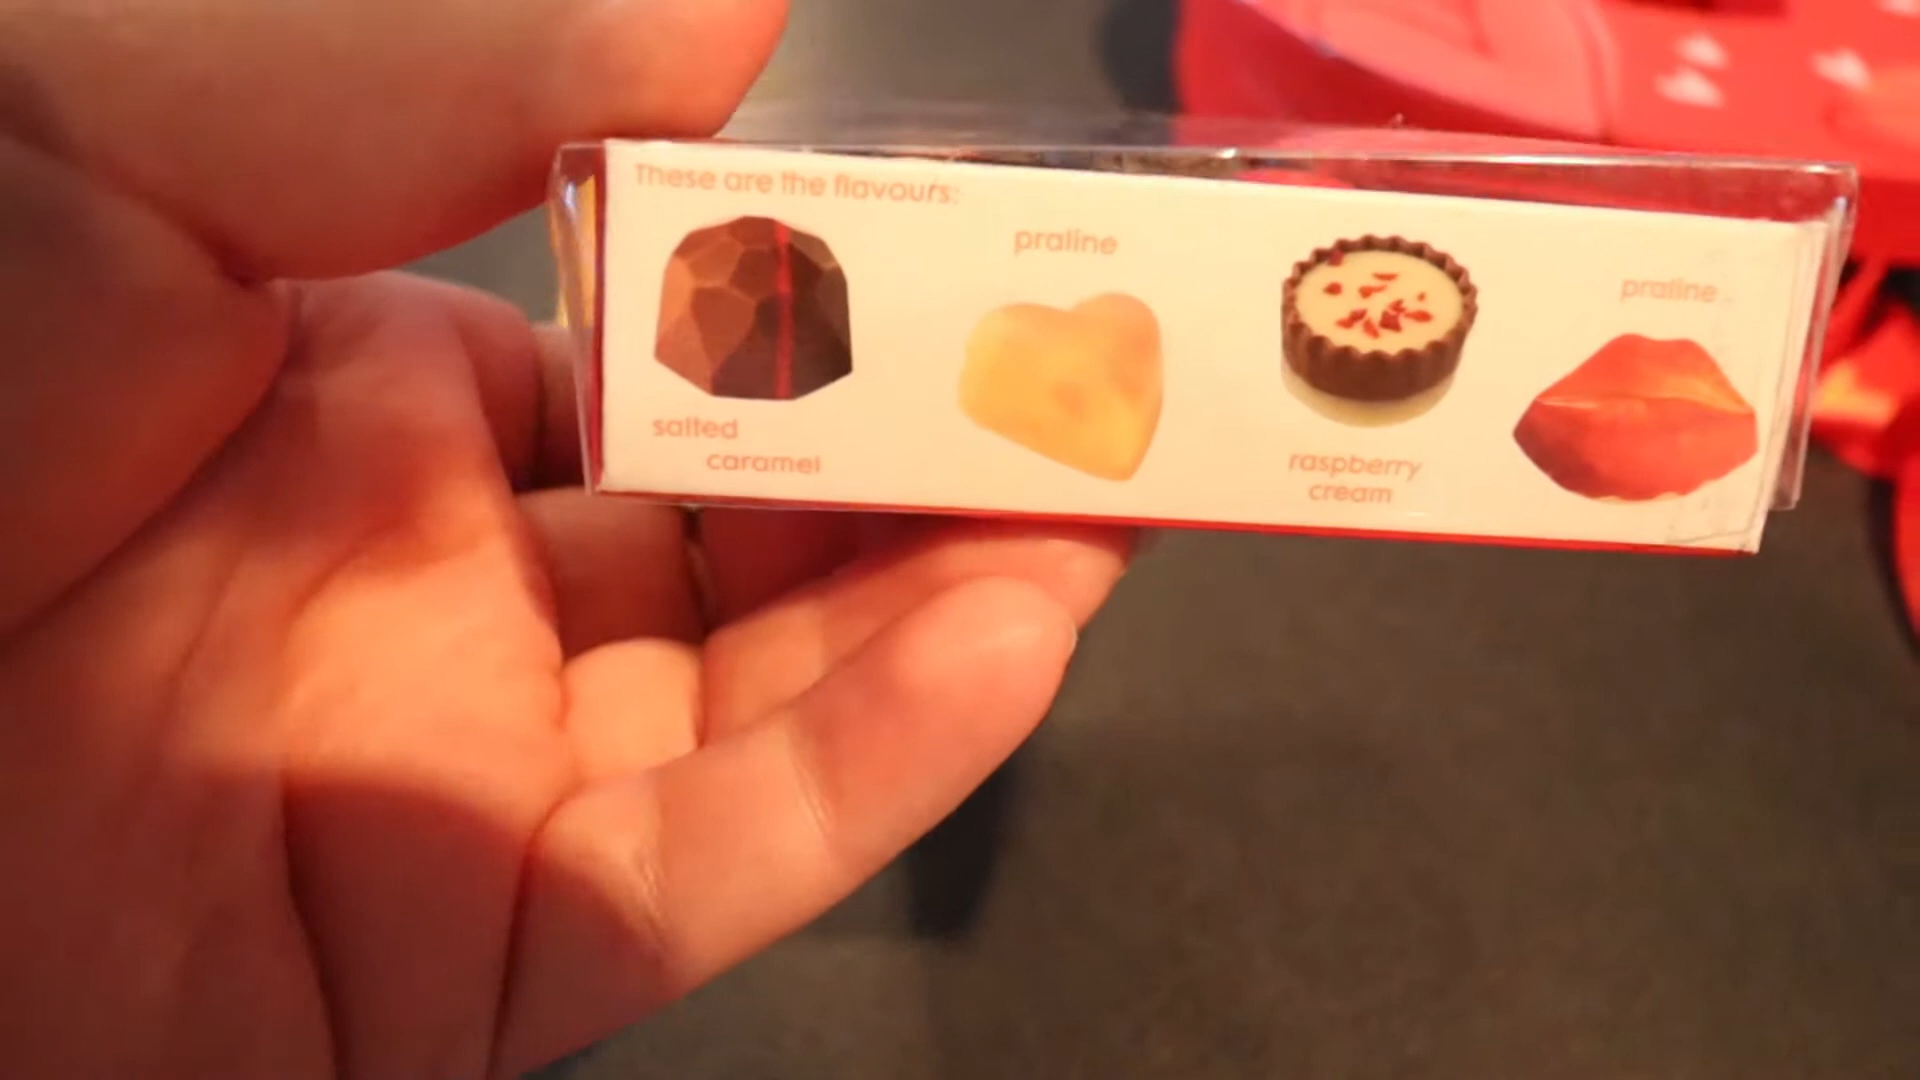 These are the flavours:
salted
caramel
praline
raspberry
cream
praline